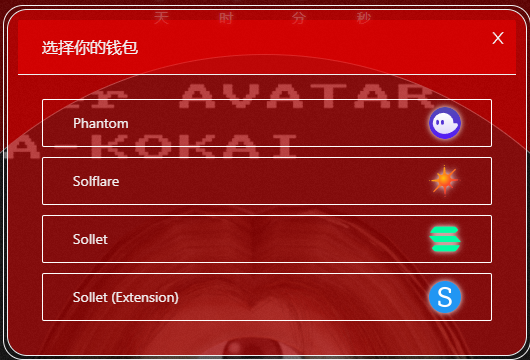 天 时 分 秒
选择你的钱包
X
AVATAR
Phantom
A-KOKAI
Solflare
Sollet
Sollet (Extension)
S